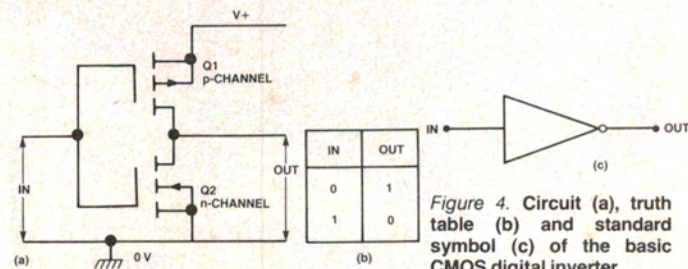 V+
Q1
p-CHANNEL
IN
OUT
Q2
n-CHANNEL
0 V
(a)
IN OUT
0 1
1 0
(b)
IN OUT
(c)
Figure 4. Circuit (a), truth
table (b) and standard
symbol (c) of the basic
CMOS digital inverter